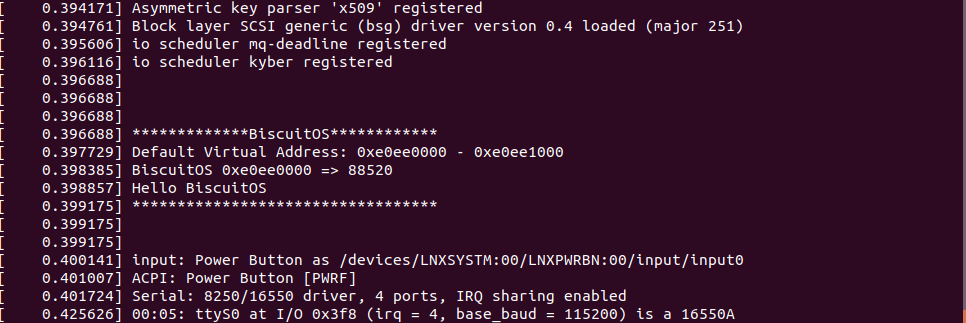 [    0.394171] Asymmetric key parser 'x509' registered
[    0.394761] Block layer SCSI generic (bsg) driver version 0.4 loaded (major 251)
[    0.395606] io scheduler mq-deadline registered
[    0.396116] io scheduler kyber registered
[    0.396688]
[    0.396688]
[    0.396688]
[    0.396688] *************BiscuitOS************
[    0.397729] Default Virtual Address: 0xe0ee0000 - 0xe0ee1000
[    0.398385] BiscuitOS 0xe0ee0000 => 88520
[    0.398857] Hello BiscuitOS
[    0.399175] **********************************
[    0.399175]
[    0.399175]
[    0.400141] input: Power Button as /devices/LNXSYSTM:00/LNXPWRBN:00/input/input0
[    0.401007] ACPI: Power Button [PWRF]
[    0.401724] Serial: 8250/16550 driver, 4 ports, IRQ sharing enabled
[    0.425626] 00:05: ttyS0 at I/O 0x3f8 (irq = 4, base_baud = 115200) is a 16550A